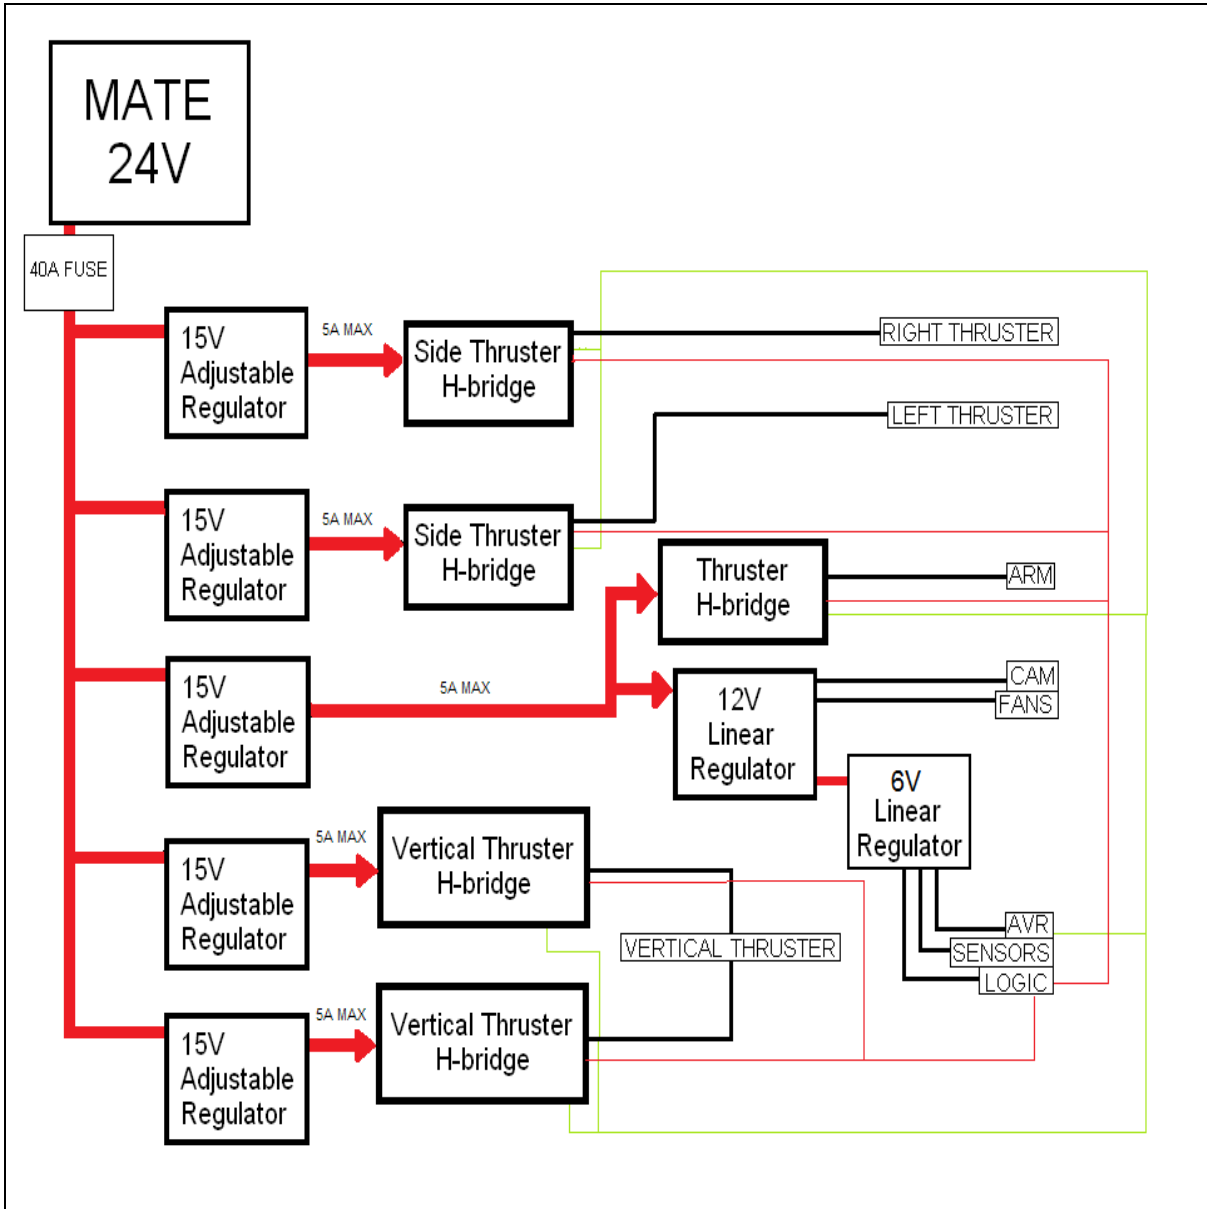 MATE
24V
40A FUSE
15V
Adjustable
Regulator
5A MAX
Side Thruster
H-bridge
RIGHT THRUSTER
LEFT THRUSTER
15V
Adjustable
Regulator
5A MAX
Side Thruster
H-bridge
Thruster
H-bridge
ARM
15V
Adjustable
Regulator
5A MAX
12V
Linear
Regulator
CAM
FANS
6V
Linear
Regulator
15V
Adjustable
Regulator
5A MAX
Vertical Thruster
H-bridge
VERTICAL THRUSTER
AVR
SENSORS
LOGIC
15V
Adjustable
Regulator
5A MAX
Vertical Thruster
H-bridge